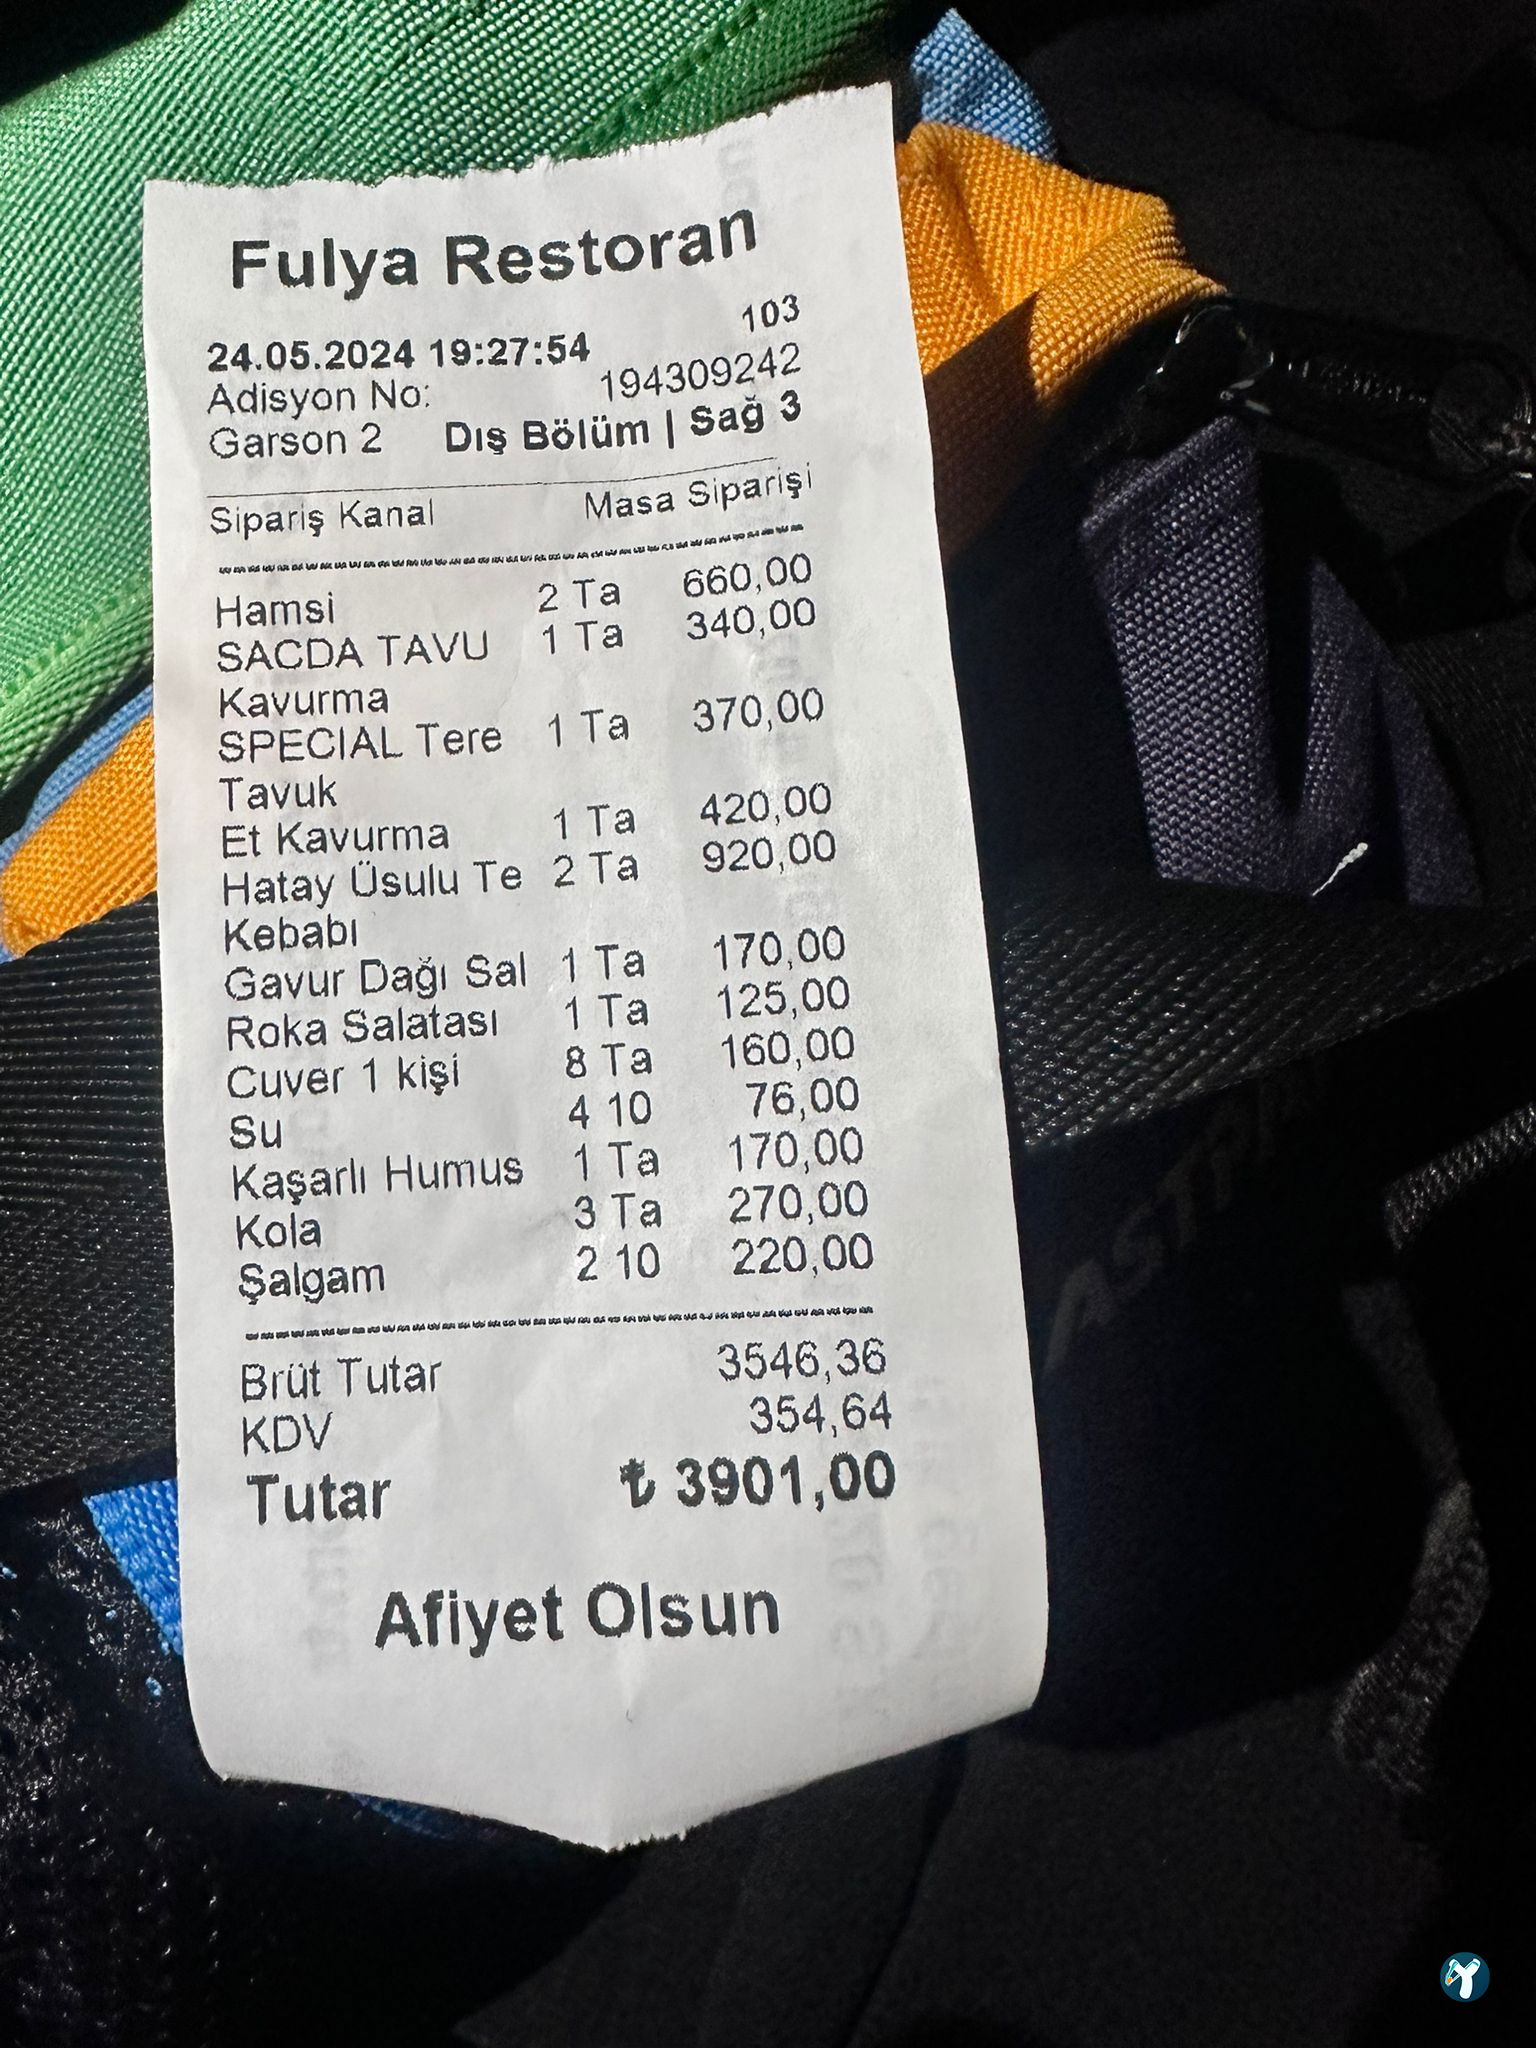 Fulya Restoran
103
24.05.2024 19:27:54
Adisyon No: 194309242
Garson 2 Dış Bölüm | Sağ 3
Sipariş Kanal Masa Siparişi
Hamsi 2 Ta 660,00
SACDA TAVU 1 Ta 340,00
Kavurma
SPECIAL Tere 1 Ta 370,00
Tavuk
Et Kavurma 1 Ta 420,00
Hatay Üsulu Te 2 Ta 920,00
Kebabı
Gavur Dağı Sal 1 Ta 170,00
Roka Salatası 1 Ta 125,00
Cuver 1 kişi 8 Ta 160,00
Su 4 10 76,00
Kaşarlı Humus 1 Ta 170,00
Kola 3 Ta 270,00
Şalgam 2 10 220,00
Brüt Tutar 3546,36
KDV 354,64
Tutar ₺ 3901,00
Afiyet Olsun